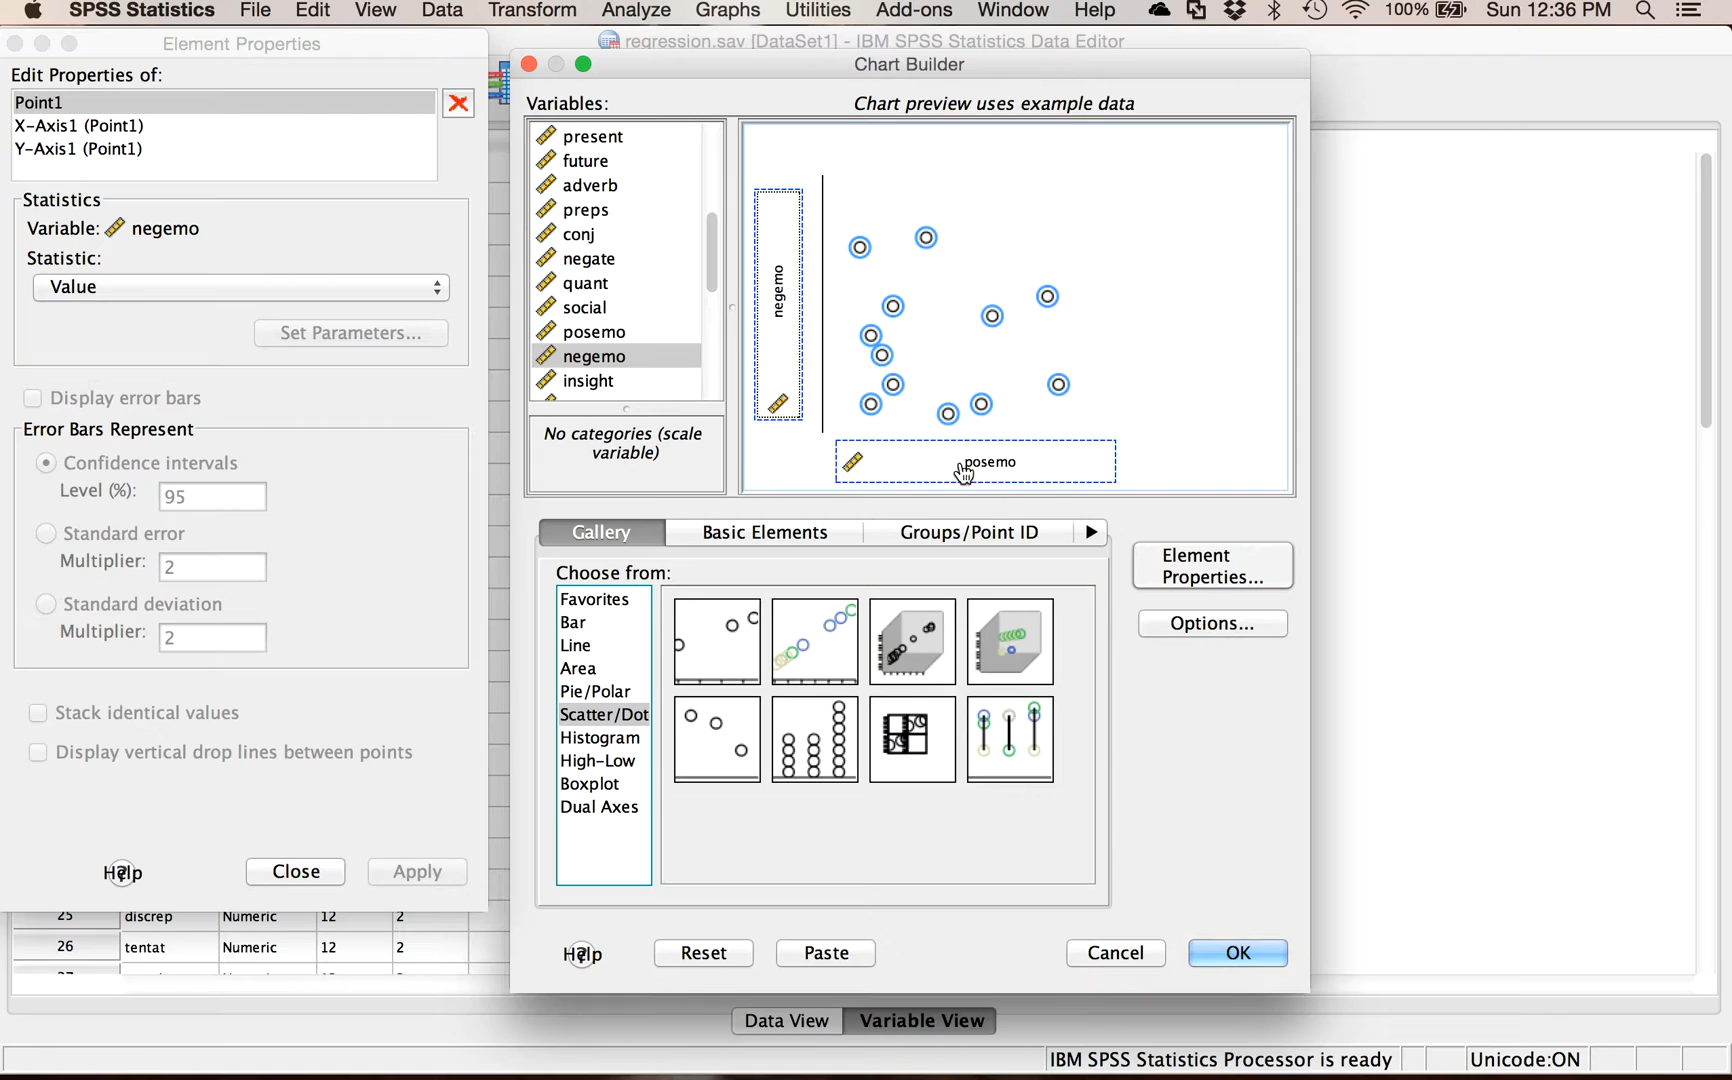 SPSS Statistics File Edit View Data Transform Analyze Graphs Utilities Add-ons Window Help 100% Sun 12:36 PM
regression.sav [DataSet1] - IBM SPSS Statistics Data Editor
Element Properties
Edit Properties of:
Point1
X-Axis1 (Point1)
Y-Axis1 (Point1)
Statistics
Variable: negemo
Statistic:
Value
Set Parameters...
Display error bars
Error Bars Represent
Confidence intervals
Level (%): 95
Standard error
Multiplier: 2
Standard deviation
Multiplier: 2
Stack identical values
Display vertical drop lines between points
Help
Close
Apply
25 discrep Numeric 12 2
26 tentat Numeric 12 2
Chart Builder
Variables:
Chart preview uses example data
present
future
adverb
preps
conj
negate
quant
social
posemo
negemo
insight
No categories (scale
variable)
negemo
posemo
Gallery Basic Elements Groups/Point ID
Choose from:
Favorites
Bar
Line
Area
Pie/Polar
Scatter/Dot
Histogram
High-Low
Boxplot
Dual Axes
Element
Properties...
Options...
Help
Reset
Paste
Cancel
OK
Data View Variable View
IBM SPSS Statistics Processor is ready Unicode:ON